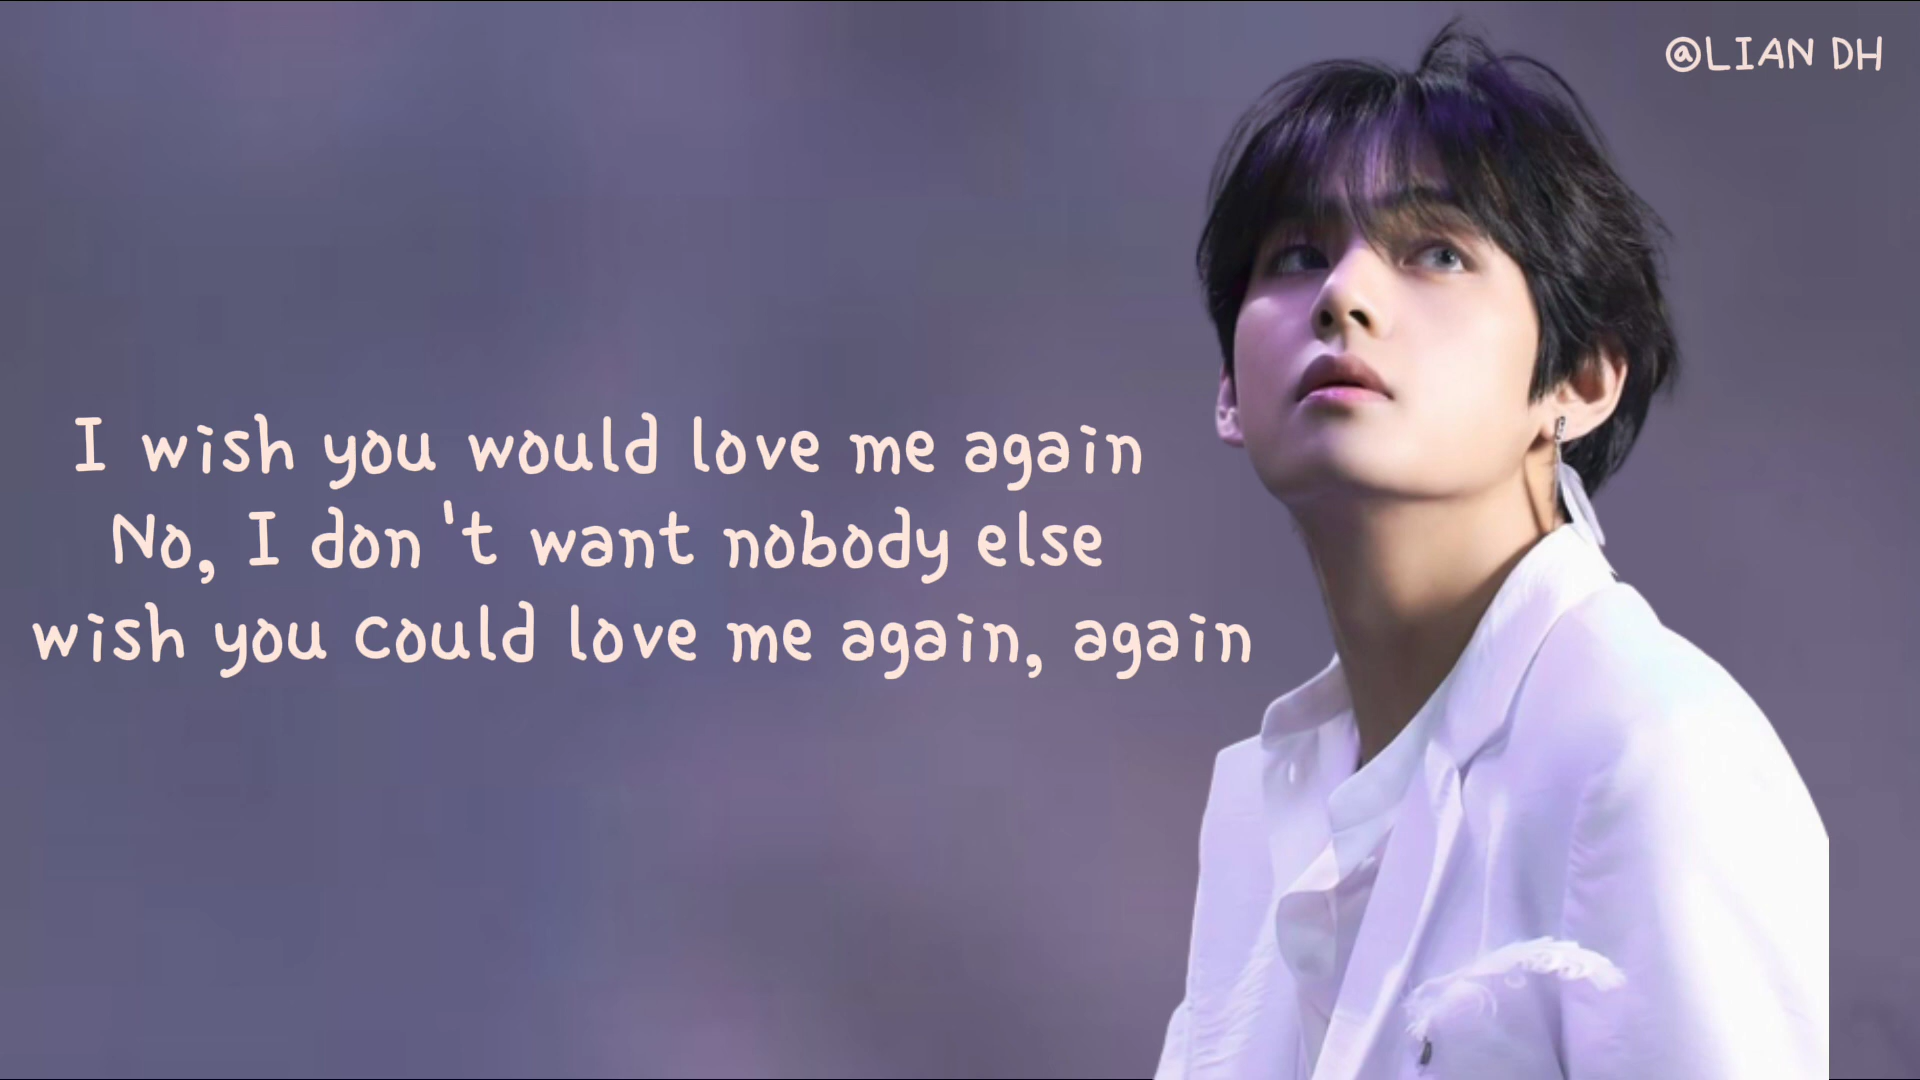 @LIAN DH
I wish you would love me again
No, I don't want nobody else
wish you could love me again, again